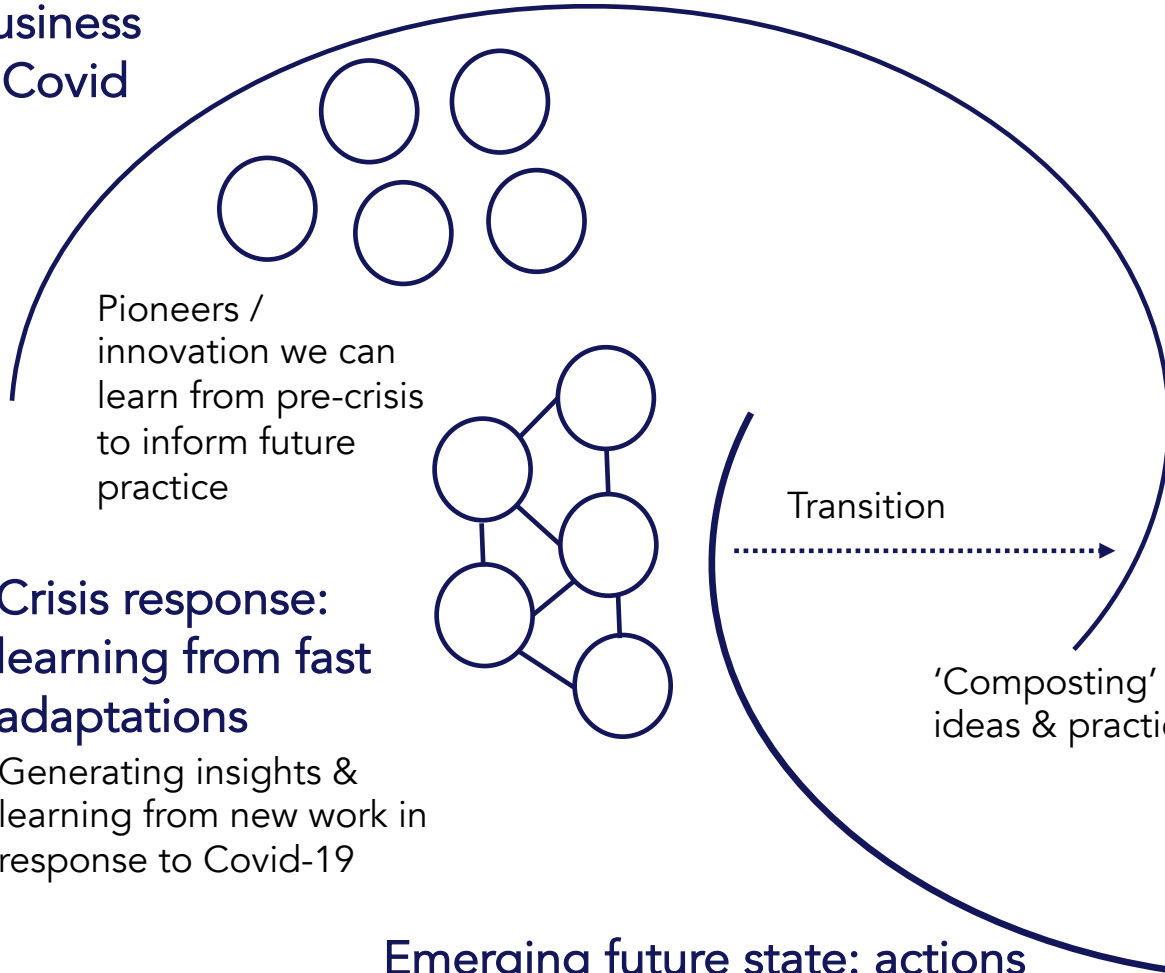 usiness
Covid
Pioneers /
innovation we can
learn from pre-crisis
to inform future
practice
Transition
Crisis response:
learning from fast
adaptations
Generating insights &
learning from new work in
response to Covid-19
'Composting'
ideas & practic
Emerging future state: actions